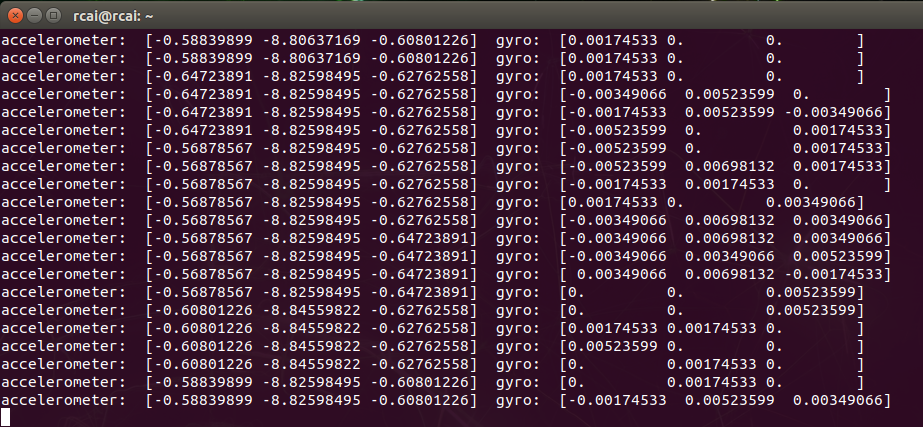 rcai@rcai: ~
accelerometer:  [-0.58839899 -8.80637169 -0.60801226]  gyro:  [0.00174533 0.         0.        ]
accelerometer:  [-0.58839899 -8.80637169 -0.60801226]  gyro:  [0.00174533 0.         0.        ]
accelerometer:  [-0.64723891 -8.82598495 -0.62762558]  gyro:  [0.00174533 0.         0.        ]
accelerometer:  [-0.64723891 -8.82598495 -0.62762558]  gyro:  [-0.00349066  0.00523599  0.        ]
accelerometer:  [-0.64723891 -8.82598495 -0.62762558]  gyro:  [-0.00174533  0.00523599 -0.00349066]
accelerometer:  [-0.64723891 -8.82598495 -0.62762558]  gyro:  [-0.00523599  0.          0.00174533]
accelerometer:  [-0.56878567 -8.82598495 -0.62762558]  gyro:  [-0.00523599  0.          0.00174533]
accelerometer:  [-0.56878567 -8.82598495 -0.62762558]  gyro:  [-0.00523599  0.00698132  0.00174533]
accelerometer:  [-0.56878567 -8.82598495 -0.62762558]  gyro:  [-0.00174533  0.00174533  0.        ]
accelerometer:  [-0.56878567 -8.82598495 -0.62762558]  gyro:  [0.00174533 0.         0.00349066]
accelerometer:  [-0.56878567 -8.82598495 -0.62762558]  gyro:  [-0.00349066  0.00698132  0.00349066]
accelerometer:  [-0.56878567 -8.82598495 -0.64723891]  gyro:  [-0.00349066  0.00698132  0.00349066]
accelerometer:  [-0.56878567 -8.82598495 -0.64723891]  gyro:  [-0.00349066  0.00349066  0.00523599]
accelerometer:  [-0.56878567 -8.82598495 -0.64723891]  gyro:  [ 0.00349066  0.00698132 -0.00174533]
accelerometer:  [-0.56878567 -8.82598495 -0.64723891]  gyro:  [0.         0.         0.00523599]
accelerometer:  [-0.60801226 -8.84559822 -0.62762558]  gyro:  [0.         0.         0.00523599]
accelerometer:  [-0.60801226 -8.84559822 -0.62762558]  gyro:  [0.00174533 0.00174533 0.        ]
accelerometer:  [-0.60801226 -8.84559822 -0.62762558]  gyro:  [0.00523599 0.         0.        ]
accelerometer:  [-0.60801226 -8.84559822 -0.62762558]  gyro:  [0.         0.00174533 0.        ]
accelerometer:  [-0.58839899 -8.82598495 -0.60801226]  gyro:  [0.         0.00174533 0.        ]
accelerometer:  [-0.58839899 -8.82598495 -0.60801226]  gyro:  [-0.00174533  0.00523599  0.00349066]